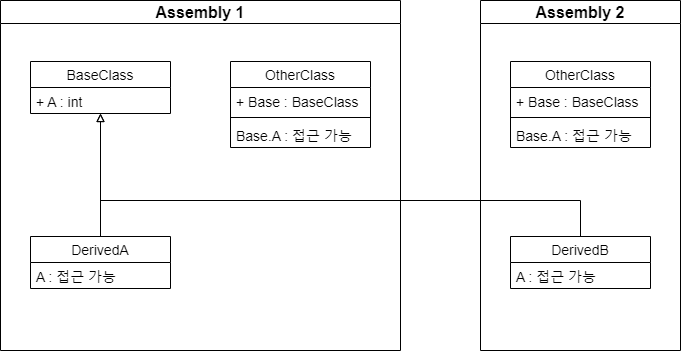 Assembly 1
BaseClass
+ A : int
OtherClass
+ Base : BaseClass
Base.A : 접근 가능
DerivedA
A : 접근 가능
Assembly 2
OtherClass
+ Base : BaseClass
Base.A : 접근 가능
DerivedB
A : 접근 가능